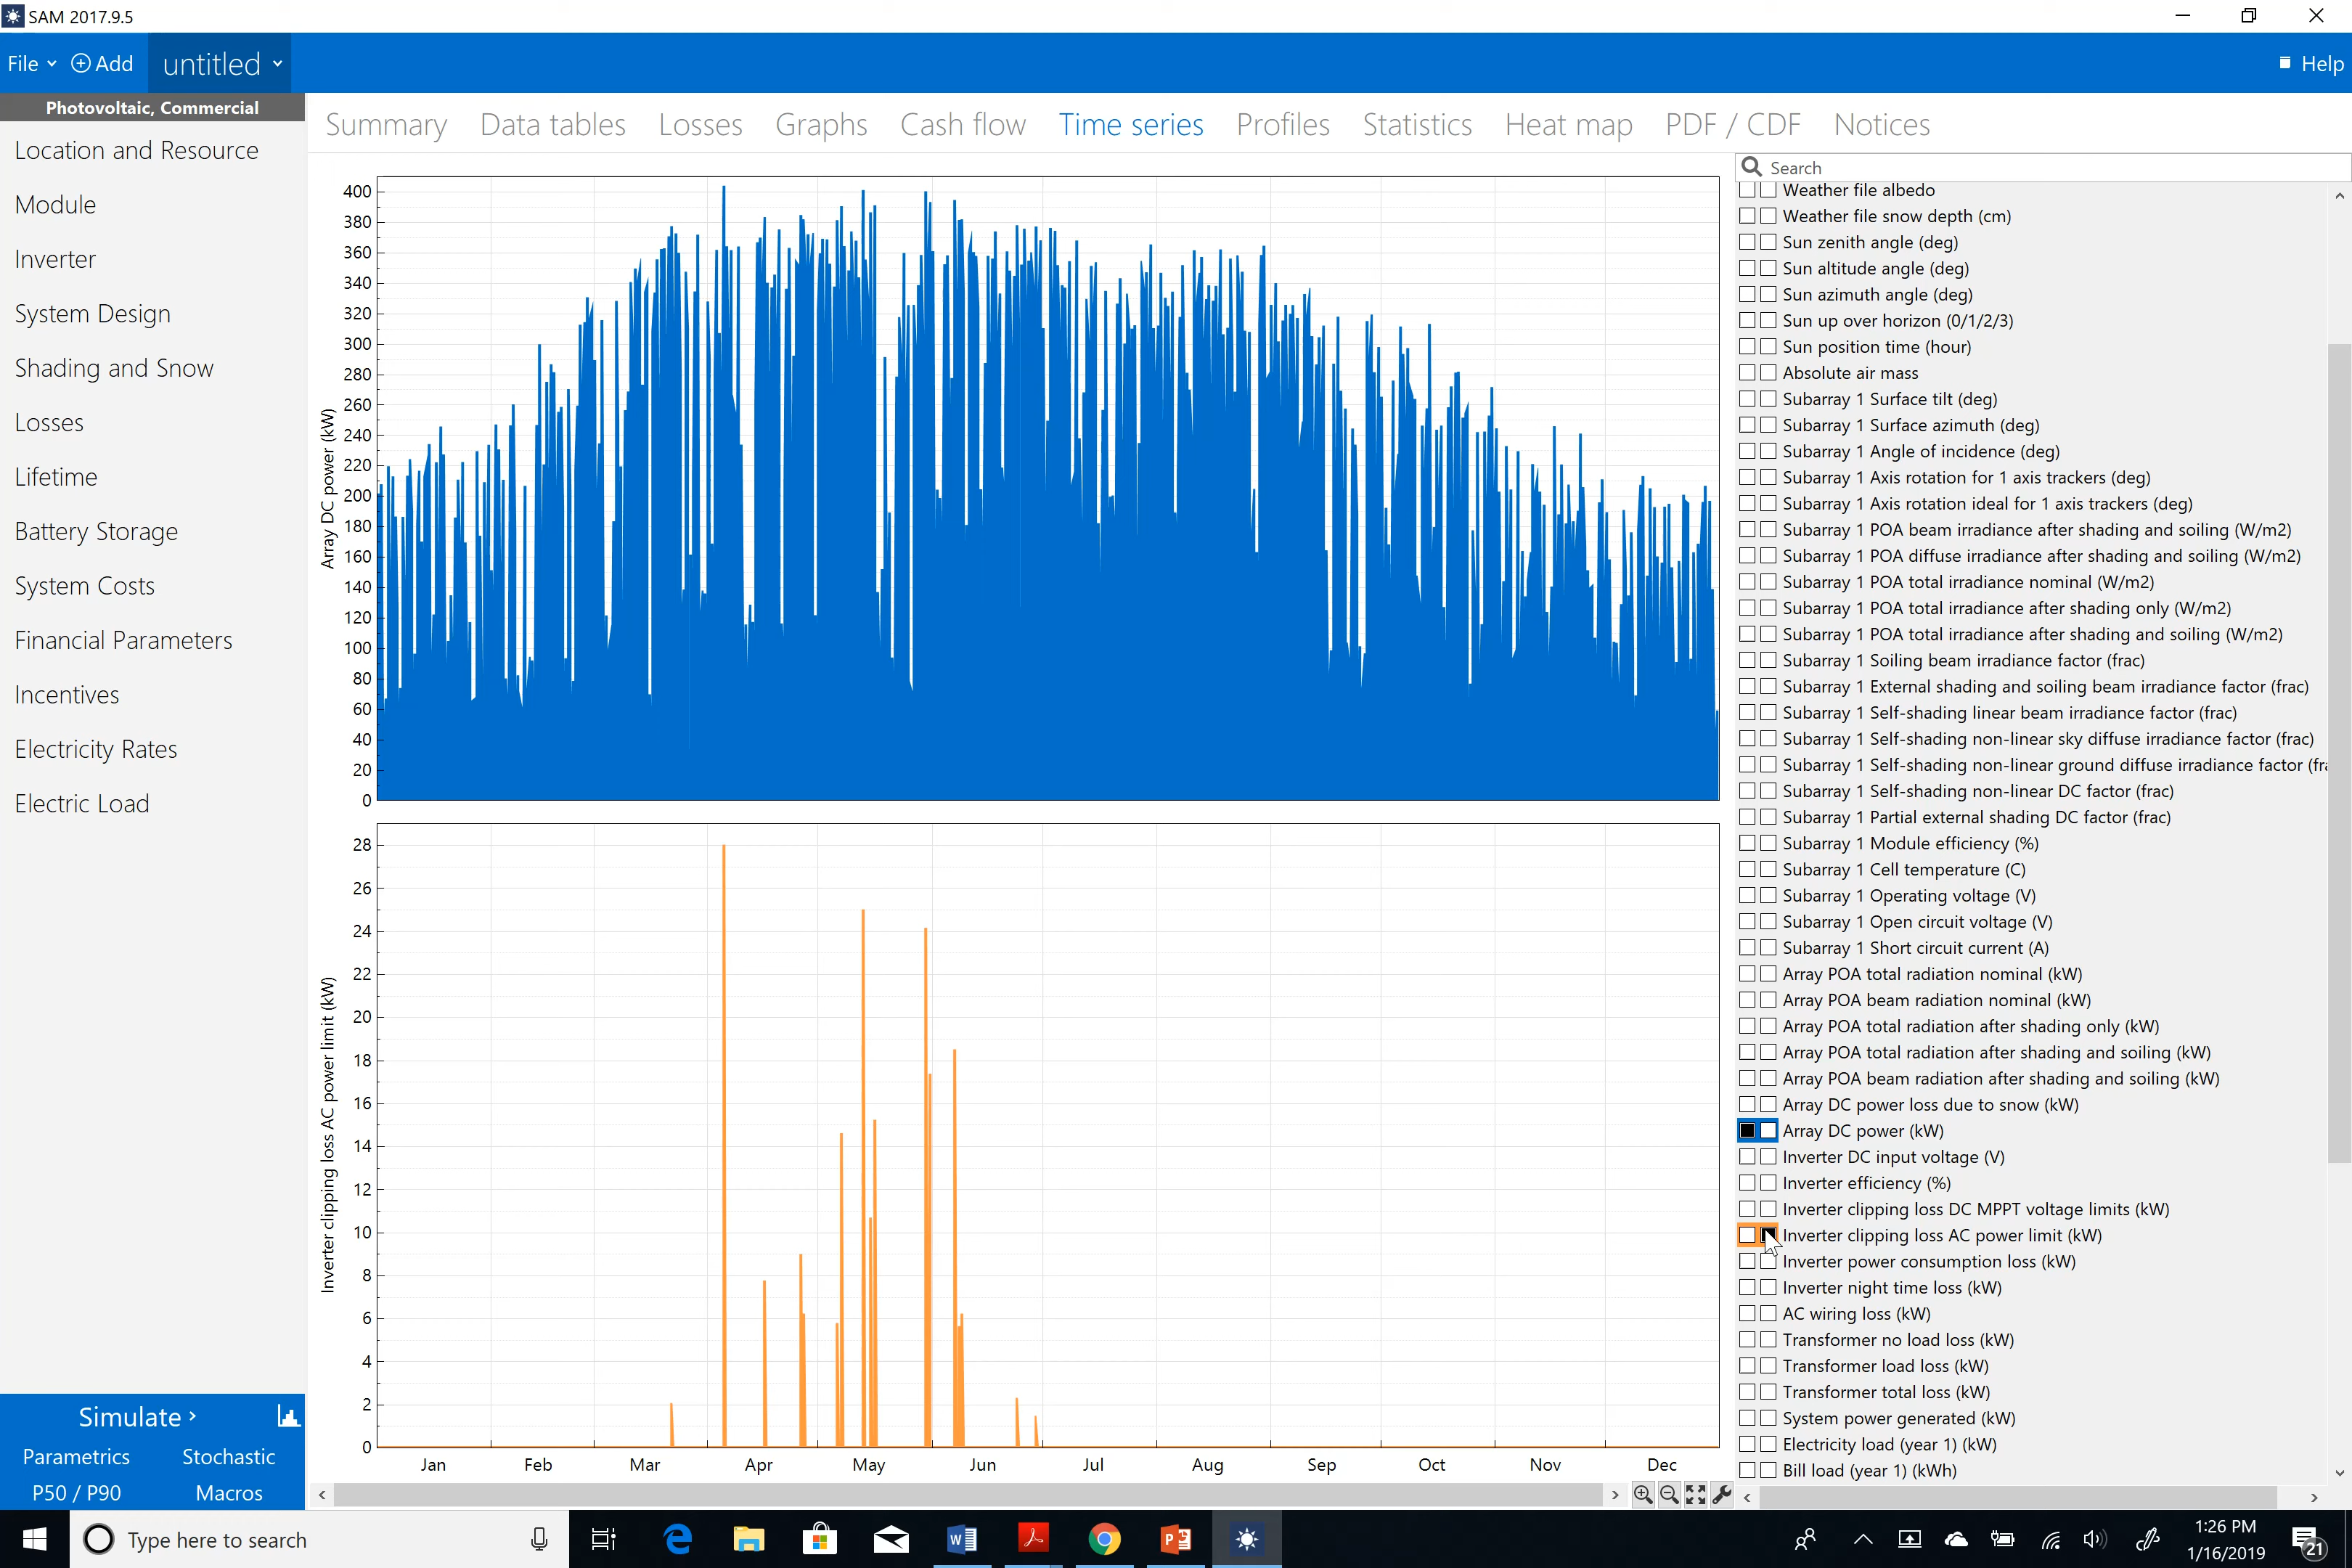 SAM 2017.9.5
File
Add
untitled
Help
Photovoltaic, Commercial
Location and Resource
Module
Inverter
System Design
Shading and Snow
Losses
Lifetime
Battery Storage
System Costs
Financial Parameters
Incentives
Electricity Rates
Electric Load
Simulate >
Parametrics
Stochastic
P50 / P90
Macros
Summary Data tables Losses Graphs Cash flow Time series Profiles Statistics Heat map PDF / CDF Notices
Array DC power (kW)
400
380
360
340
320
300
280
260
240
220
200
180
160
140
120
100
80
60
40
20
0
Inverter clipping loss AC power limit (kW)
28
26
24
22
20
18
16
14
12
10
8
6
4
2
0
Jan Feb Mar Apr May Jun Jul Aug Sep Oct Nov Dec
Search
Weather file albedo
Weather file snow depth (cm)
Sun zenith angle (deg)
Sun altitude angle (deg)
Sun azimuth angle (deg)
Sun up over horizon (0/1/2/3)
Sun position time (hour)
Absolute air mass
Subarray 1 Surface tilt (deg)
Subarray 1 Surface azimuth (deg)
Subarray 1 Angle of incidence (deg)
Subarray 1 Axis rotation for 1 axis trackers (deg)
Subarray 1 Axis rotation ideal for 1 axis trackers (deg)
Subarray 1 POA beam irradiance after shading and soiling (W/m2)
Subarray 1 POA diffuse irradiance after shading and soiling (W/m2)
Subarray 1 POA total irradiance nominal (W/m2)
Subarray 1 POA total irradiance after shading only (W/m2)
Subarray 1 POA total irradiance after shading and soiling (W/m2)
Subarray 1 Soiling beam irradiance factor (frac)
Subarray 1 External shading and soiling beam irradiance factor (frac)
Subarray 1 Self-shading linear beam irradiance factor (frac)
Subarray 1 Self-shading non-linear sky diffuse irradiance factor (frac)
Subarray 1 Self-shading non-linear ground diffuse irradiance factor (fra
Subarray 1 Self-shading non-linear DC factor (frac)
Subarray 1 Partial external shading DC factor (frac)
Subarray 1 Module efficiency (%)
Subarray 1 Cell temperature (C)
Subarray 1 Operating voltage (V)
Subarray 1 Open circuit voltage (V)
Subarray 1 Short circuit current (A)
Array POA total radiation nominal (kW)
Array POA beam radiation nominal (kW)
Array POA total radiation after shading only (kW)
Array POA total radiation after shading and soiling (kW)
Array POA beam radiation after shading and soiling (kW)
Array DC power loss due to snow (kW)
Array DC power (kW)
Inverter DC input voltage (V)
Inverter efficiency (%)
Inverter clipping loss DC MPPT voltage limits (kW)
Inverter clipping loss AC power limit (kW)
Inverter power consumption loss (kW)
Inverter night time loss (kW)
AC wiring loss (kW)
Transformer no load loss (kW)
Transformer load loss (kW)
Transformer total loss (kW)
System power generated (kW)
Electricity load (year 1) (kW)
Bill load (year 1) (kWh)
Type here to search
1:26 PM
1/16/2019
21